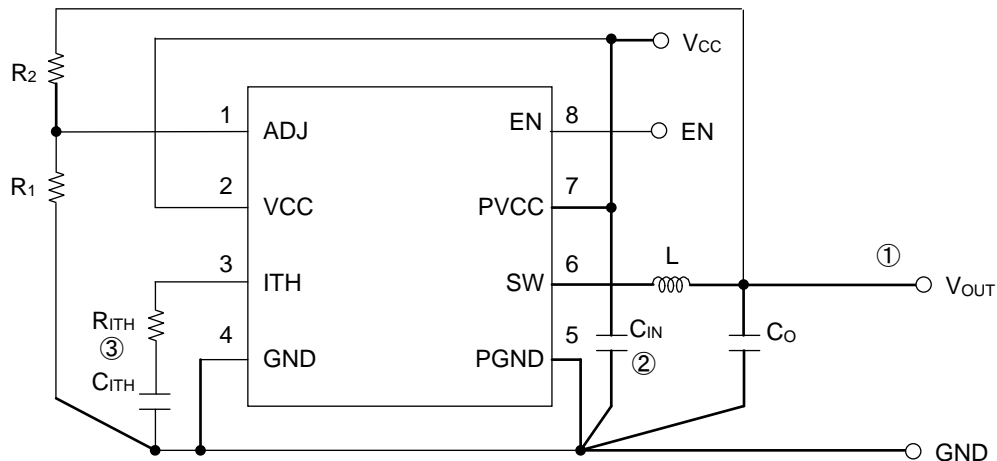 VCC
R2
1
ADJ
EN
8
EN
R1
2
VCC
PVCC
7
3
ITH
SW
6
L
①
VOUT
RITH
③
CITH
4
GND
PGND
5
CIN
②
CO
GND